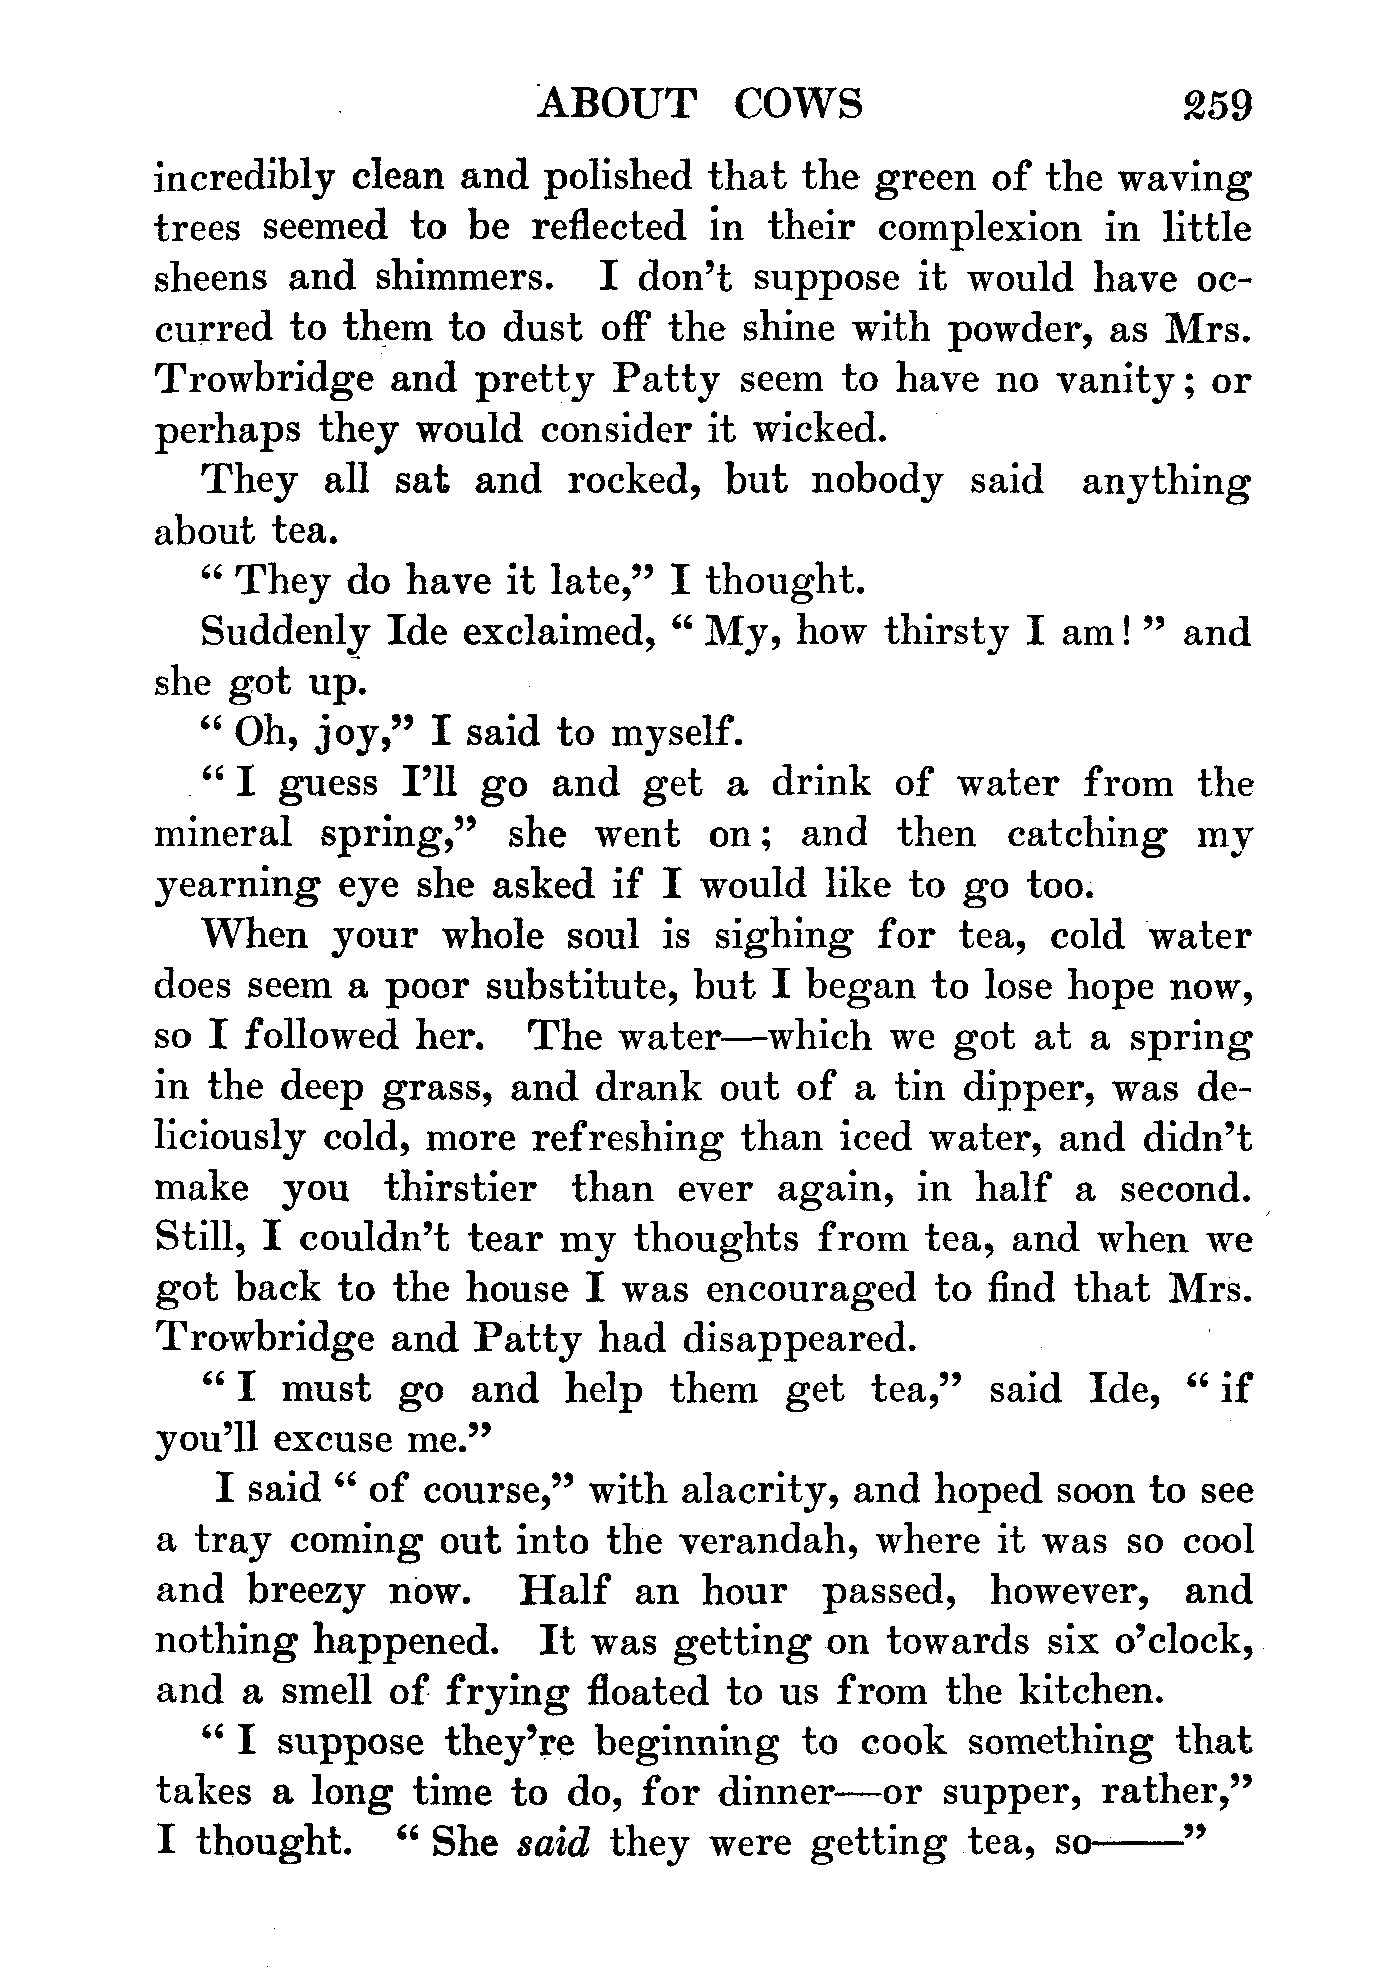 ABOUT COWS 259
incredibly clean and polished that the green of the waving
trees seemed to be reflected in their complexion in little
sheens and shimmers. I don't suppose it would have oc-
curred to them to dust off the shine with powder, as Mrs.
Trowbridge and pretty Patty seem to have no vanity; or
perhaps they would consider it wicked.
They all sat and rocked, but nobody said anything
about tea.
“ They do have it late,” I thought.
Suddenly Ide exclaimed, “ My, how thirsty I am! ” and
she got up.
“ Oh, joy,” I said to myself.
“ I guess I'll go and get a drink of water from the
mineral spring,” she went on; and then catching my
yearning eye she asked if I would like to go too.
When your whole soul is sighing for tea, cold water
does seem a poor substitute, but I began to lose hope now,
so I followed her. The water—which we got at a spring
in the deep grass, and drank out of a tin dipper, was de-
liciously cold, more refreshing than iced water, and didn't
make you thirstier than ever again, in half a second.
Still, I couldn't tear my thoughts from tea, and when we
got back to the house I was encouraged to find that Mrs.
Trowbridge and Patty had disappeared.
“ I must go and help them get tea,” said Ide, “ if
you'll excuse me.”
I said “ of course,” with alacrity, and hoped soon to see
a tray coming out into the verandah, where it was so cool
and breezy now. Half an hour passed, however, and
nothing happened. It was getting on towards six o'clock,
and a smell of frying floated to us from the kitchen.
“ I suppose they're beginning to cook something that
takes a long time to do, for dinner—or supper, rather,”
I thought. “ She said they were getting tea, so——”